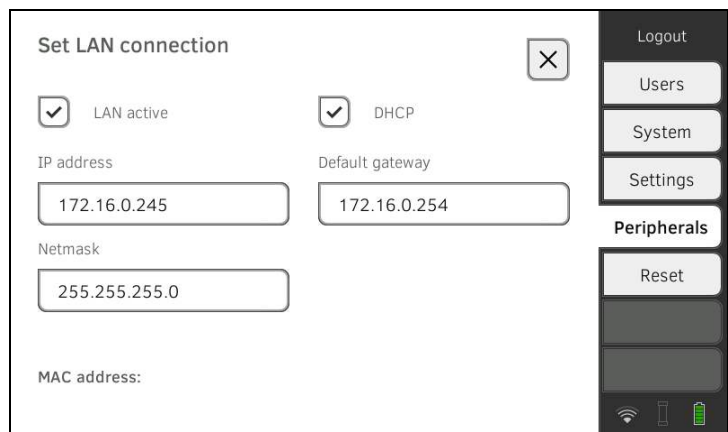 Set LAN connection
LAN active
DHCP
IP address
Default gateway
172.16.0.245
172.16.0.254
Netmask
255.255.255.0
MAC address:
Logout
Users
System
Settings
Peripherals
Reset